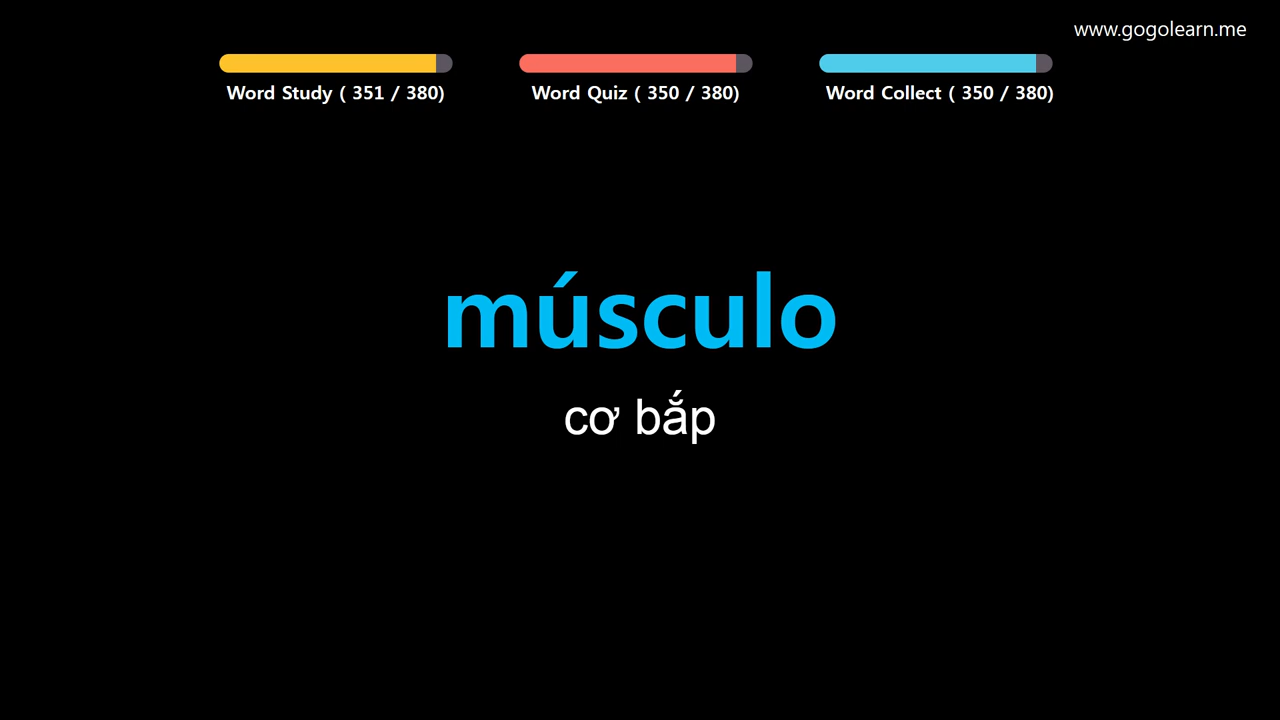 www.gogolearn.me
Word Study ( 351 / 380)
Word Quiz ( 350 / 380)
Word Collect ( 350 / 380)
músculo
cơ bắp